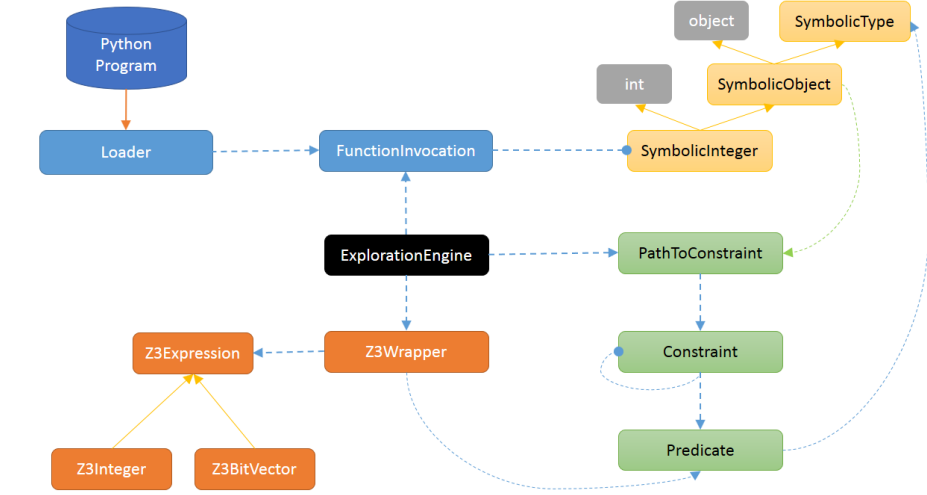 object
SymbolicType
Python
Program
int
SymbolicObject
Loader
FunctionInvocation
SymbolicInteger
ExplorationEngine
PathToConstraint
Z3Expression
Z3Wrapper
Constraint
Z3Integer
Z3BitVector
Predicate